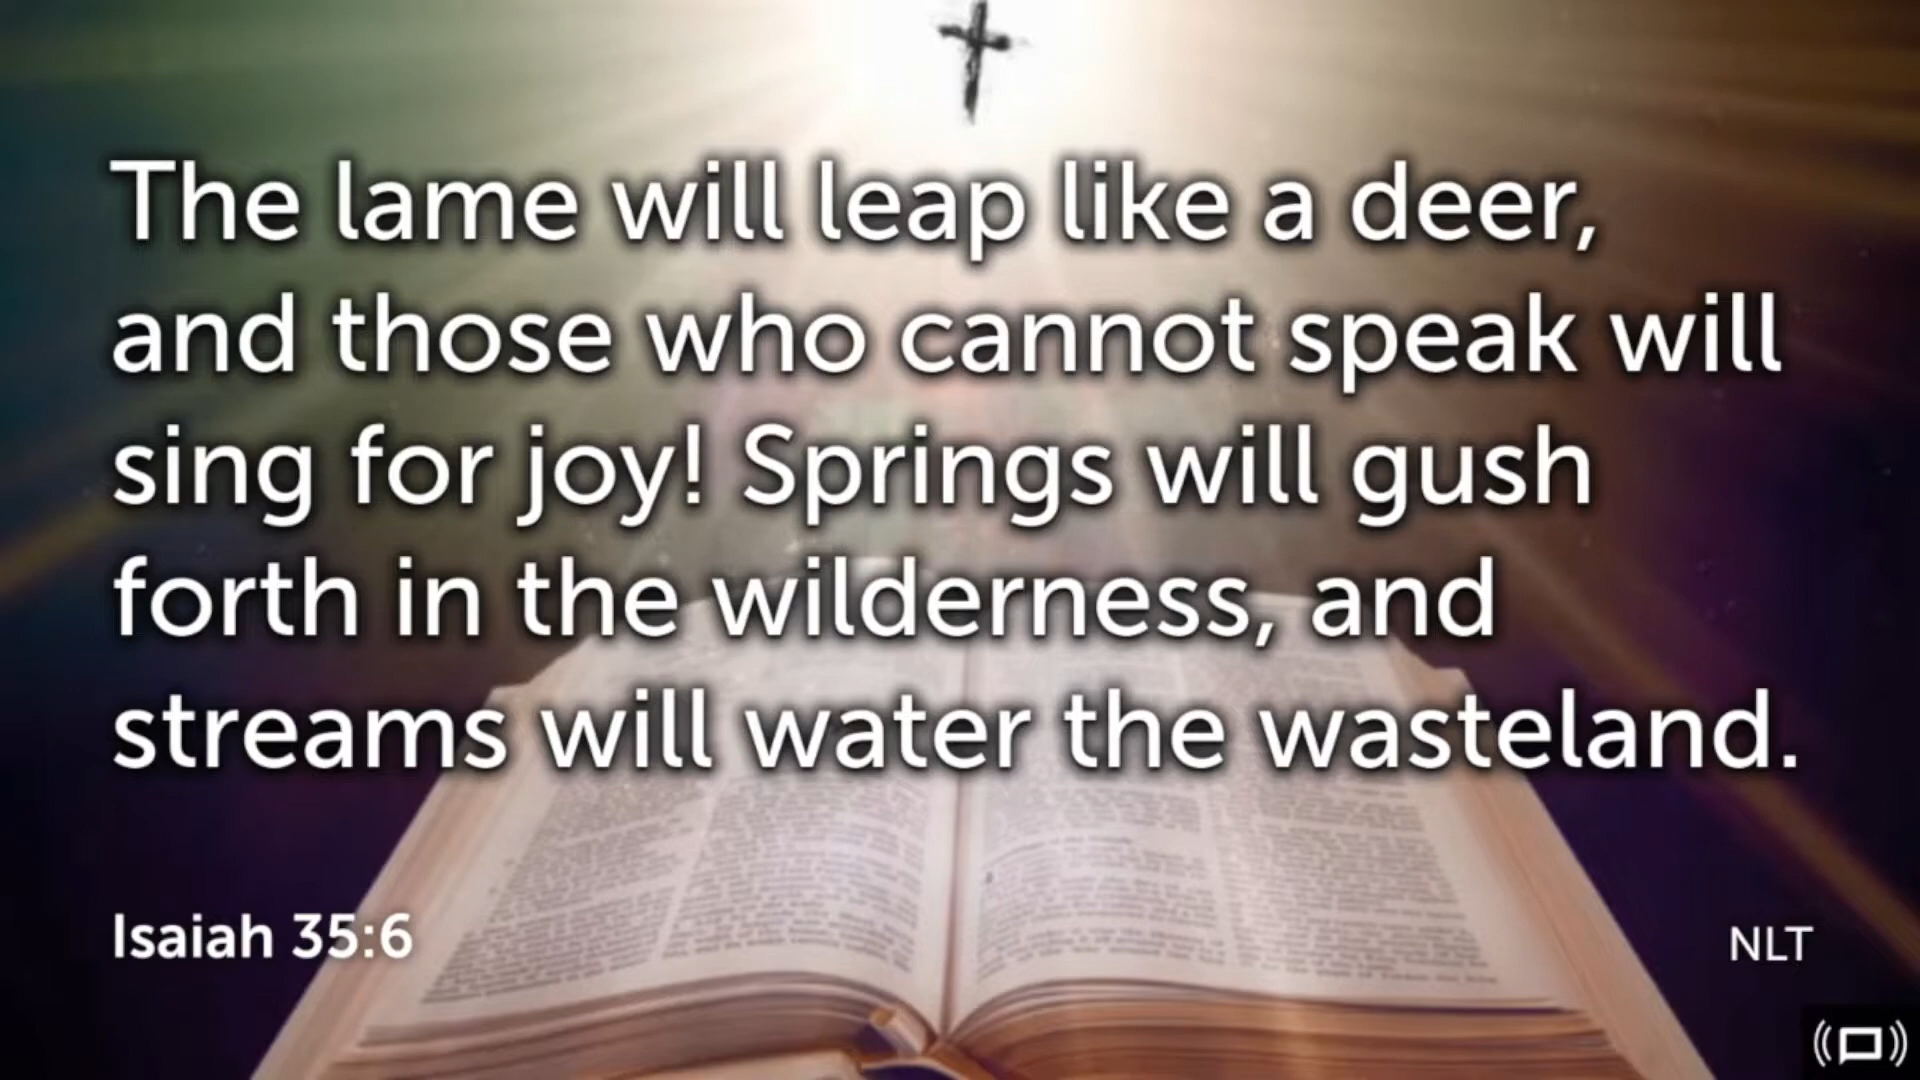 The lame will leap like a deer,
and those who cannot speak will
sing for joy! Springs will gush
forth in the wilderness, and
streams will water the wasteland.
Isaiah 35:6
NLT